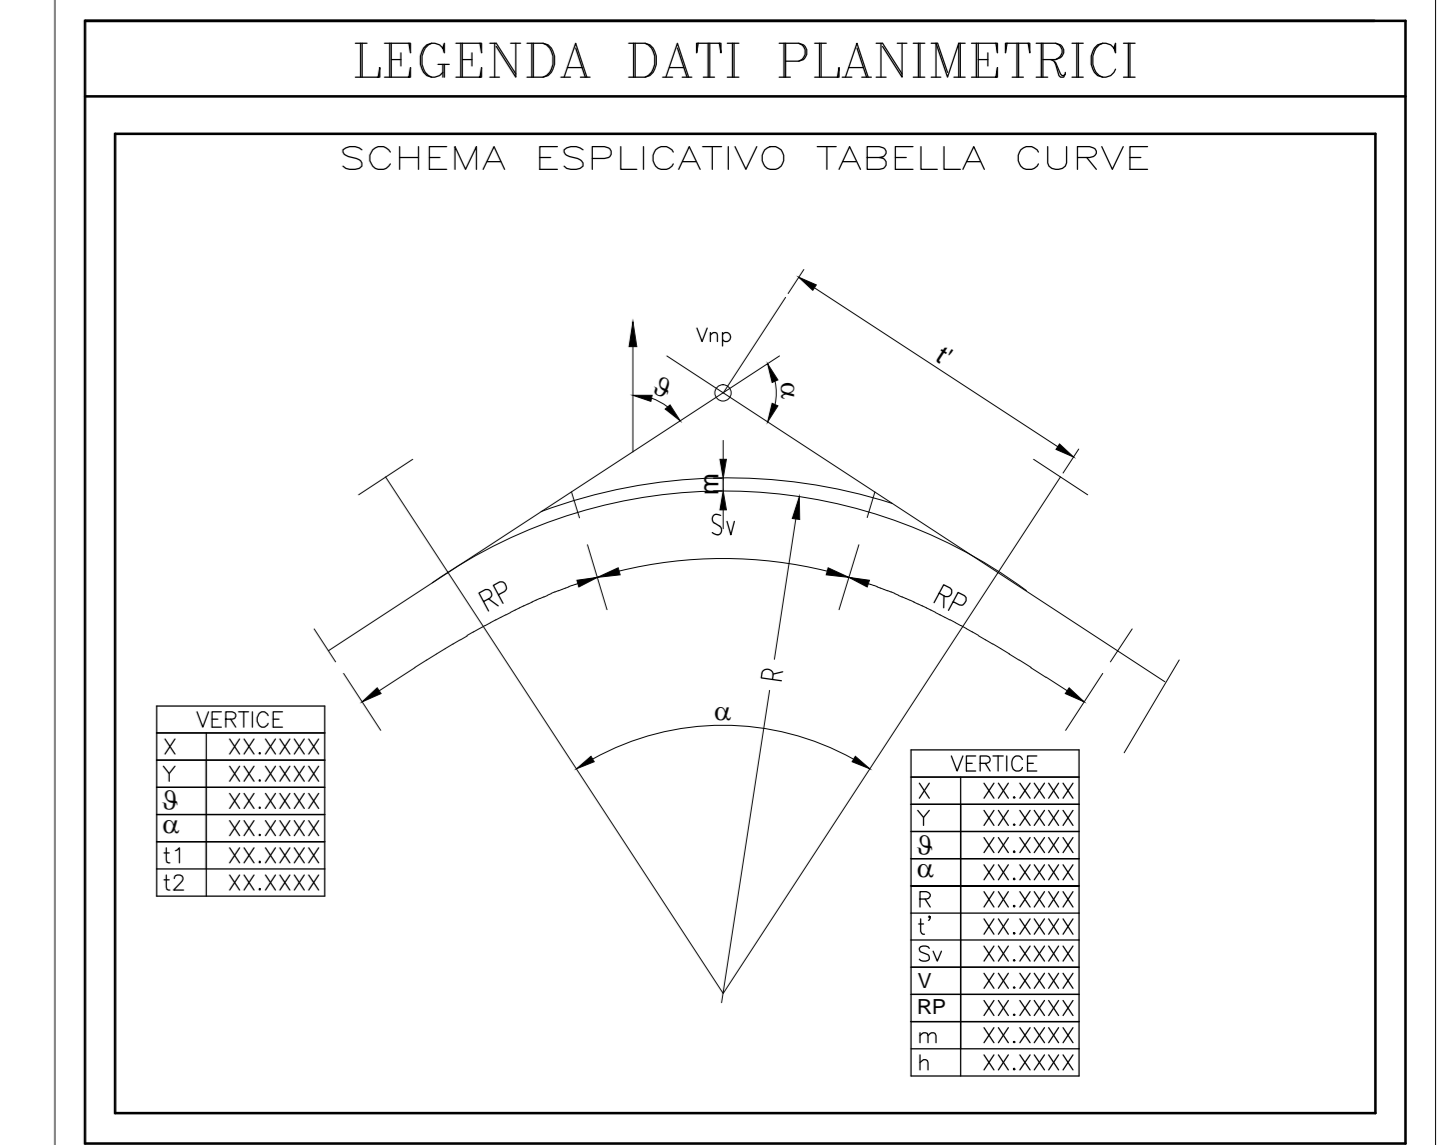 LEGENDA DATI PLANIMETRICI
SCHEMA ESPLICATIVO TABELLA CURVE
Vnp
t'
ϑ
α
m
Sv
RP
RP
R
α
VERTICE
X XX.XXXX
Y XX.XXXX
ϑ XX.XXXX
α XX.XXXX
t1 XX.XXXX
t2 XX.XXXX
VERTICE
X XX.XXXX
Y XX.XXXX
ϑ XX.XXXX
α XX.XXXX
R XX.XXXX
t' XX.XXXX
Sv XX.XXXX
V XX.XXXX
RP XX.XXXX
m XX.XXXX
h XX.XXXX